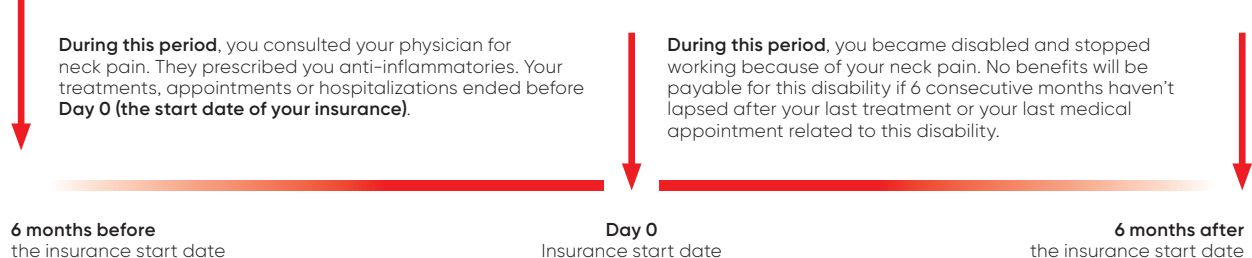 During this period, you consulted your physician for
neck pain. They prescribed you anti-inflammatories. Your
treatments, appointments or hospitalizations ended before
Day 0 (the start date of your insurance).
During this period, you became disabled and stopped
working because of your neck pain. No benefits will be
payable for this disability if 6 consecutive months haven't
lapsed after your last treatment or your last medical
appointment related to this disability.
6 months before
the insurance start date
Day 0
Insurance start date
6 months after
the insurance start date